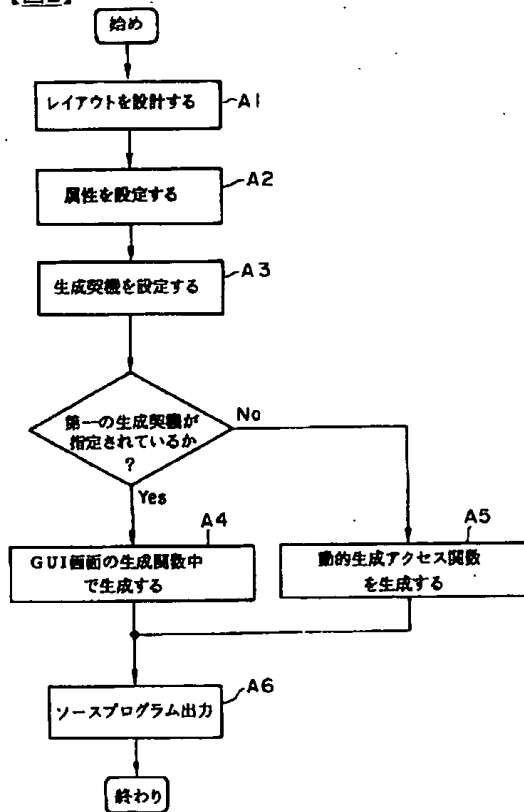 始め
レイアウトを設計する
A1
属性を設定する
A2
生成契機を設定する
A3
第一の生成契機が
指定されているか
?
No
Yes
A4
GUI画面の生成関数中
で生成する
A5
動的生成アクセス関数
を生成する
A6
ソースプログラム出力
終わり